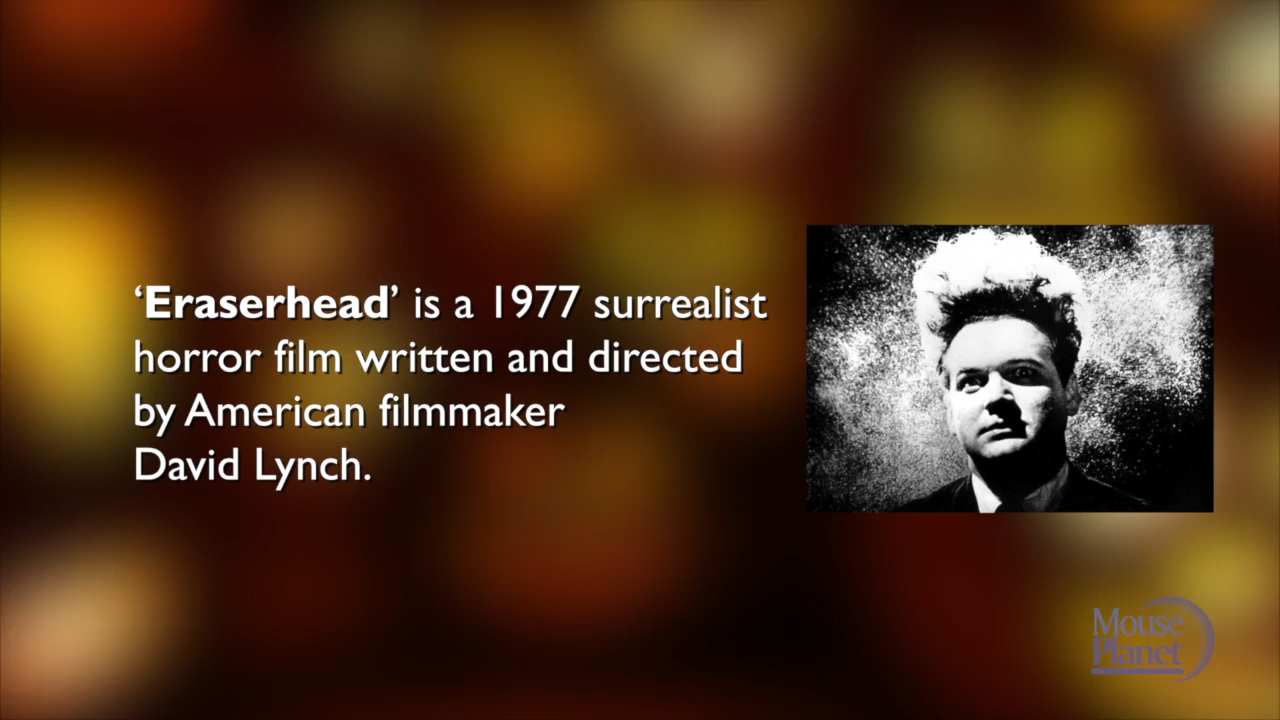 ‘Eraserhead’ is a 1977 surrealist
horror film written and directed
by American filmmaker
David Lynch.
Mouse
Planet